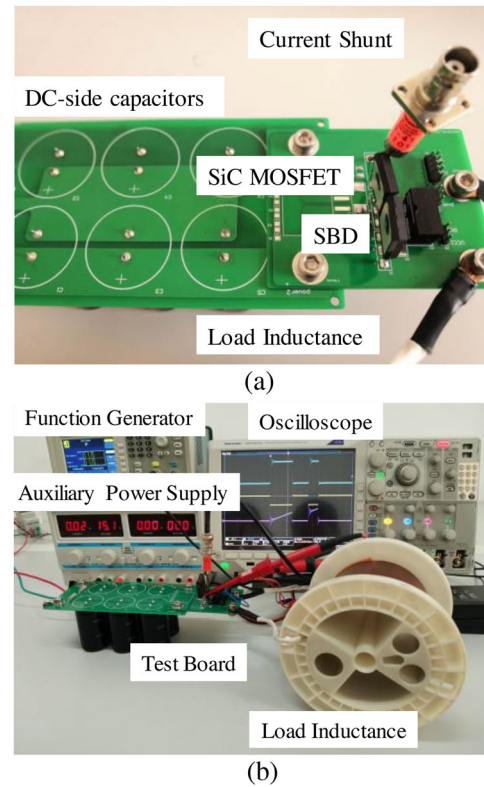 Current Shunt
DC-side capacitors
SiC MOSFET
SBD
Load Inductance
(a)
Function Generator
Oscilloscope
Auxiliary Power Supply
Test Board
Load Inductance
(b)